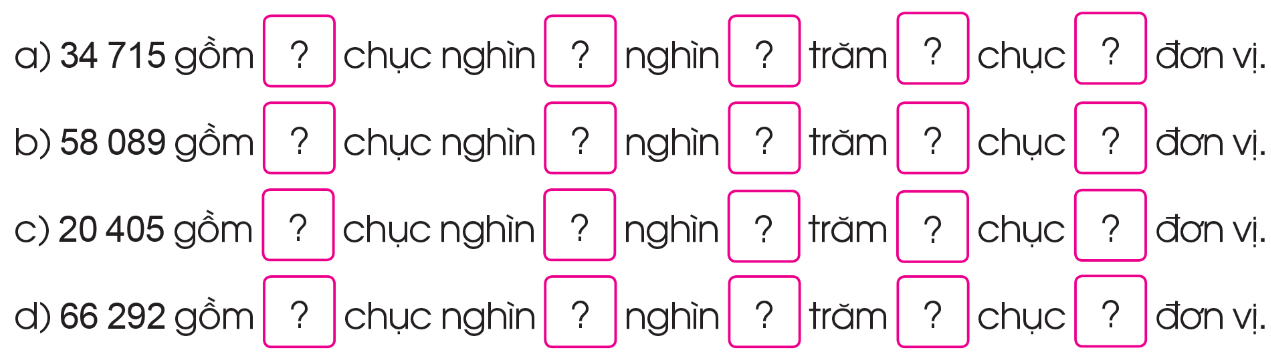 a) 34 715 gồm ? chục nghìn ? nghìn ? trăm ? chục ? đơn vị.
b) 58 089 gồm ? chục nghìn ? nghìn ? trăm ? chục ? đơn vị.
c) 20 405 gồm ? chục nghìn ? nghìn ? trăm ? chục ? đơn vị.
d) 66 292 gồm ? chục nghìn ? nghìn ? trăm ? chục ? đơn vị.